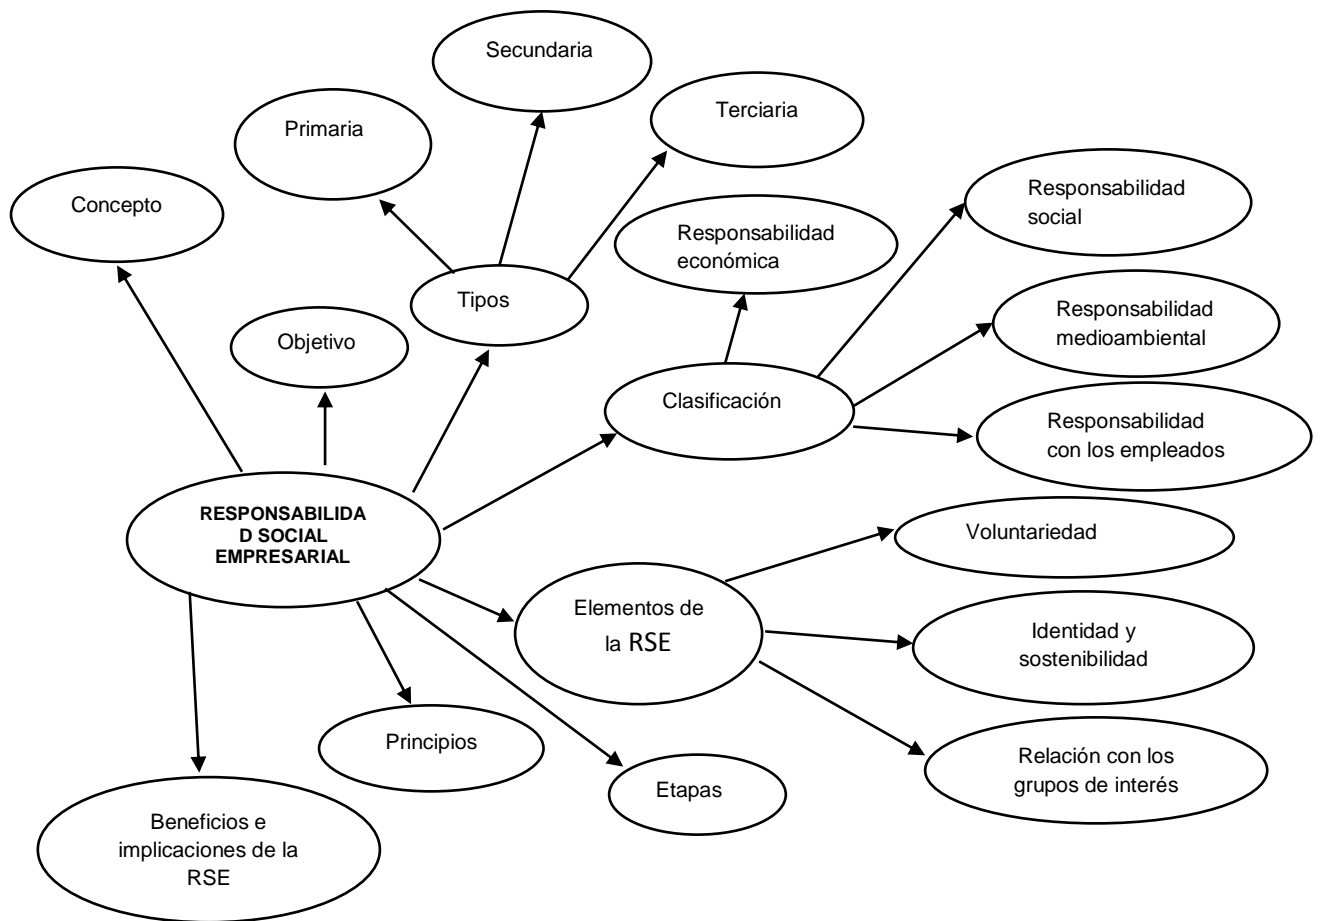 Secundaria
Terciaria
Primaria
Concepto
Responsabilidad
social
Responsabilidad
económica
Tipos
Responsabilidad
medioambiental
Objetivo
Clasificación
Responsabilidad
con los empleados
RESPONSABILIDA
D SOCIAL
EMPRESARIAL
Voluntariedad
Elementos de
la RSE
Identidad y
sostenibilidad
Principios
Relación con los
grupos de interés
Etapas
Beneficios e
implicaciones de la
RSE